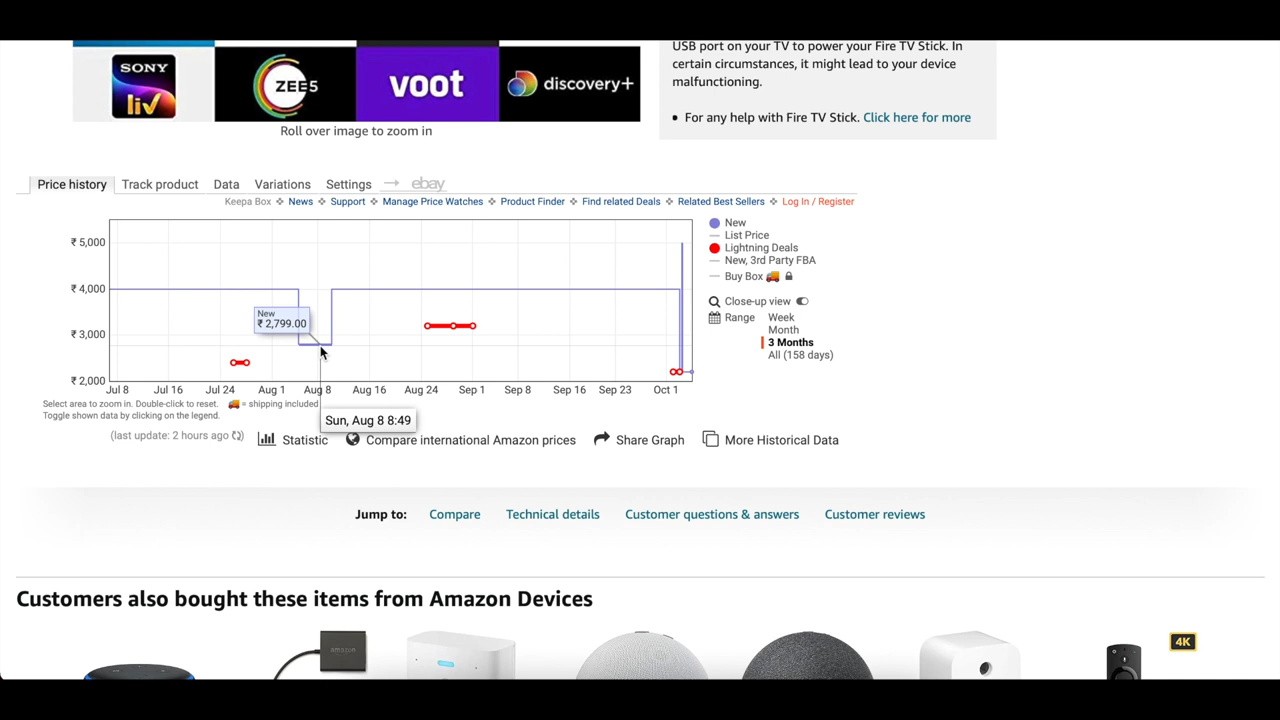 USB port on your TV to power your Fire TV Stick. In
certain circumstances, it might lead to your device
malfunctioning.
• For any help with Fire TV Stick. Click here for more
SONY
liv
ZEE5
voot
discovery+
Roll over image to zoom in
Price history Track product Data Variations Settings → ebay
Keepa Box ❖ News ❖ Support ❖ Manage Price Watches ❖ Product Finder ❖ Find related Deals ❖ Related Best Sellers ❖ Log In / Register
₹ 5,000
₹ 4,000
₹ 3,000
₹ 2,000
New
₹ 2,799.00
Jul 8 Jul 16 Jul 24 Aug 1 Aug 8 Aug 16 Aug 24 Sep 1 Sep 8 Sep 16 Sep 23 Oct 1
New
List Price
Lightning Deals
New, 3rd Party FBA
Buy Box
Close-up view
Range Week
Month
3 Months
All (158 days)
Select area to zoom in. Double-click to reset. = shipping included
Toggle shown data by clicking on the legend.
Sun, Aug 8 8:49
(last update: 2 hours ago) Statistic Compare international Amazon prices Share Graph More Historical Data
Jump to: Compare Technical details Customer questions & answers Customer reviews
Customers also bought these items from Amazon Devices
amazon
4K